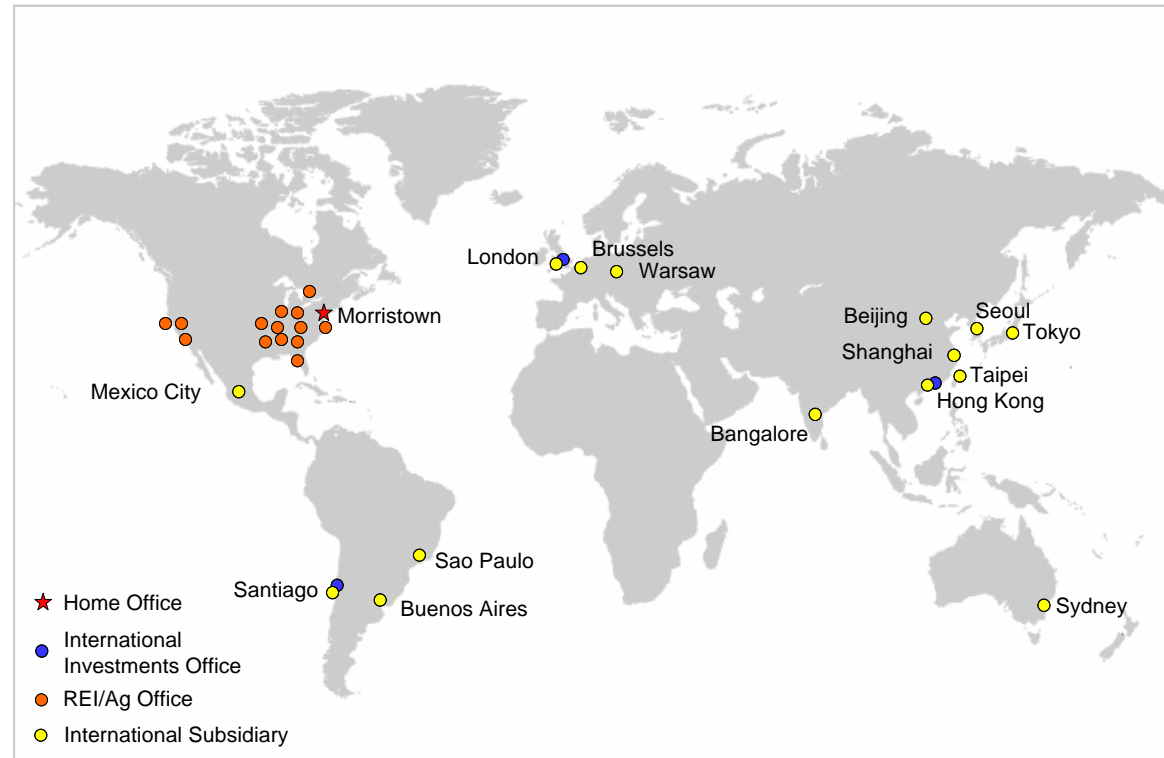 London
Brussels
Warsaw
Morristown
Beijing
Seoul
Tokyo
Shanghai
Taipei
Mexico City
Hong Kong
Bangalore
Sao Paulo
Santiago
Buenos Aires
Sydney
Home Office
International
Investments Office
REI/Ag Office
International Subsidiary